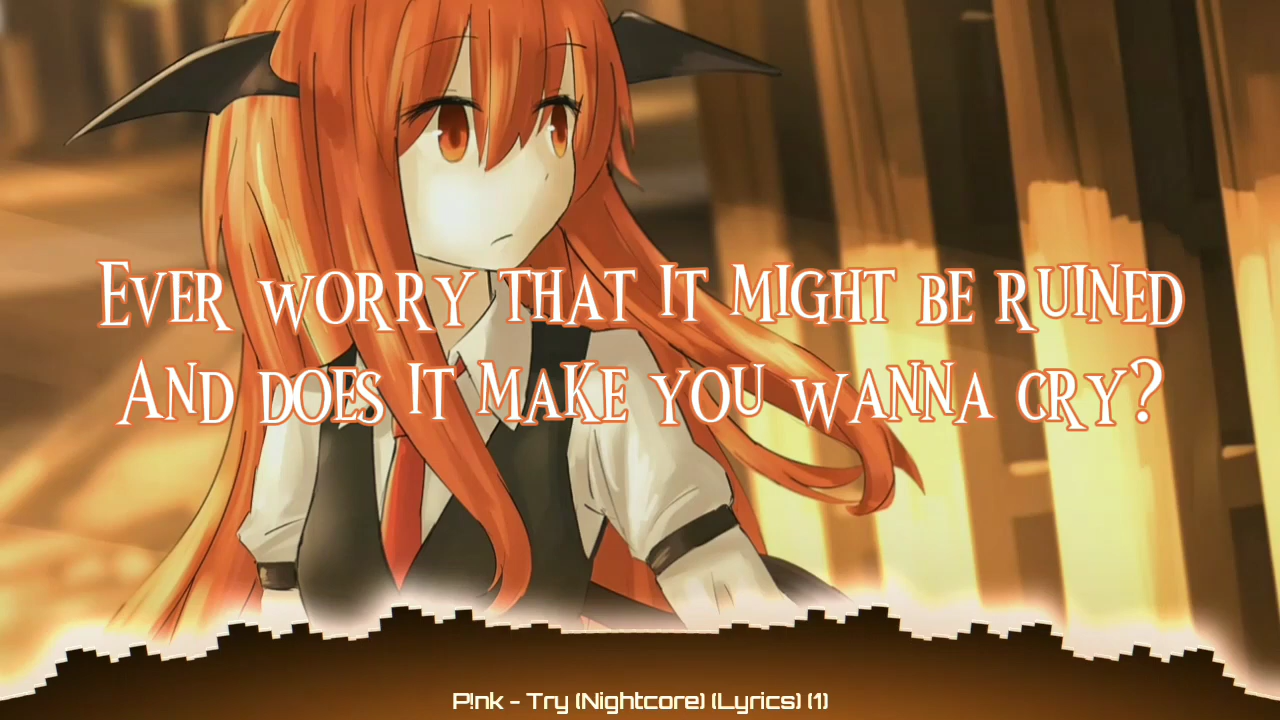 Ever worry that it might be ruined
And does it make you wanna cry?
P!nk - Try (Nightcore) (Lyrics) (1)